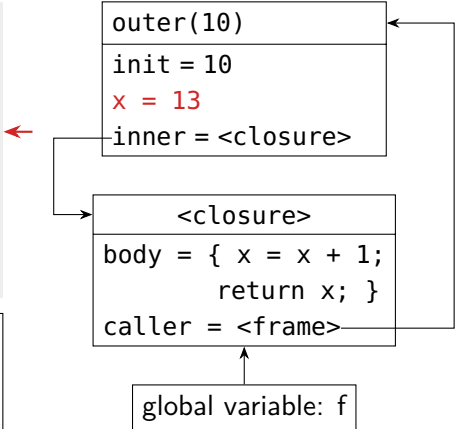 outer(10)
init = 10
x = 13
inner = <closure>
<closure>
body = { x = x + 1;
return x; }
caller = <frame>
global variable: f